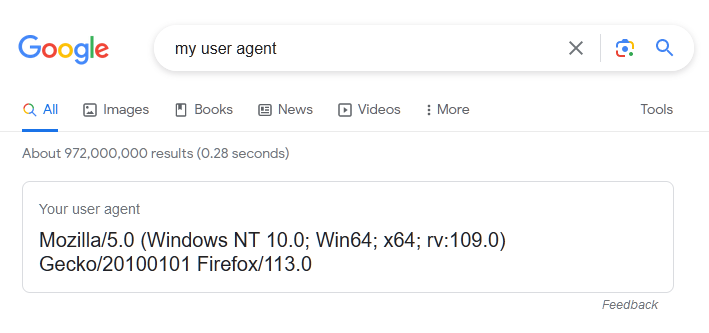 Google
my user agent
All Images Books News Videos More Tools
About 972,000,000 results (0.28 seconds)
Your user agent
Mozilla/5.0 (Windows NT 10.0; Win64; x64; rv:109.0)
Gecko/20100101 Firefox/113.0
Feedback